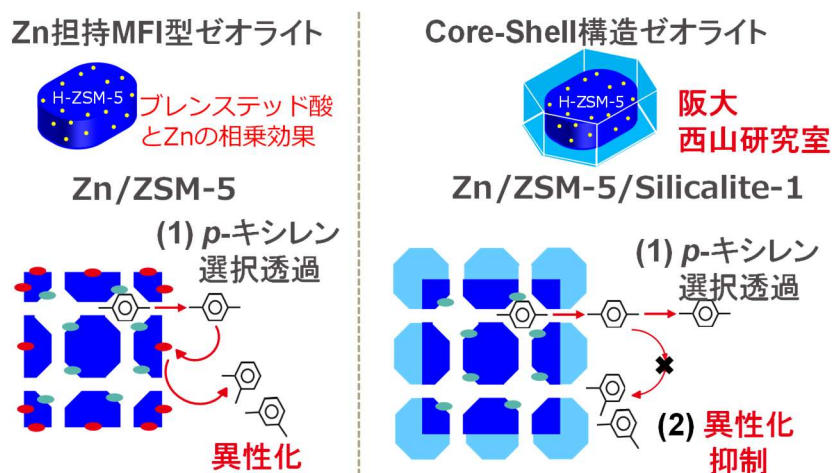 Zn担持MFI型ゼオライト
H-ZSM-5
ブレンステッド酸
とZnの相乗効果
Zn/ZSM-5
(1) p-キシレン
選択透過
異性化
Core-Shell構造ゼオライト
H-ZSM-5
阪大
西山研究室
Zn/ZSM-5/Silicalite-1
(1) p-キシレン
選択透過
(2) 異性化
抑制